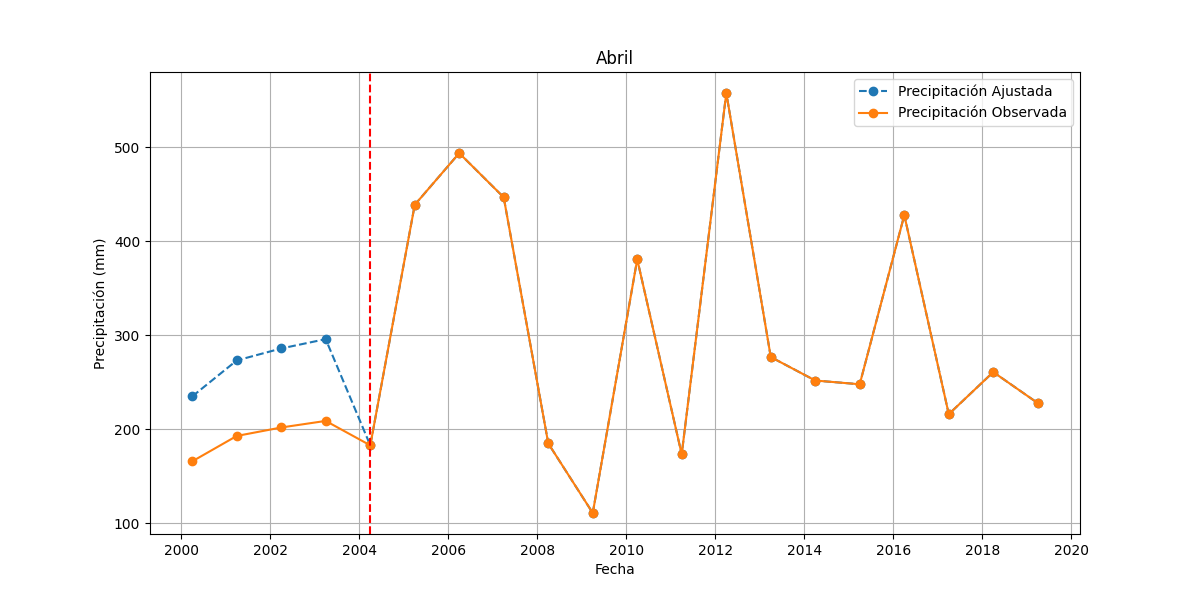 Abril
Precipitación Ajustada
Precipitación Observada
Precipitación (mm)
500
400
300
200
100
2000 2002 2004 2006 2008 2010 2012 2014 2016 2018 2020
Fecha